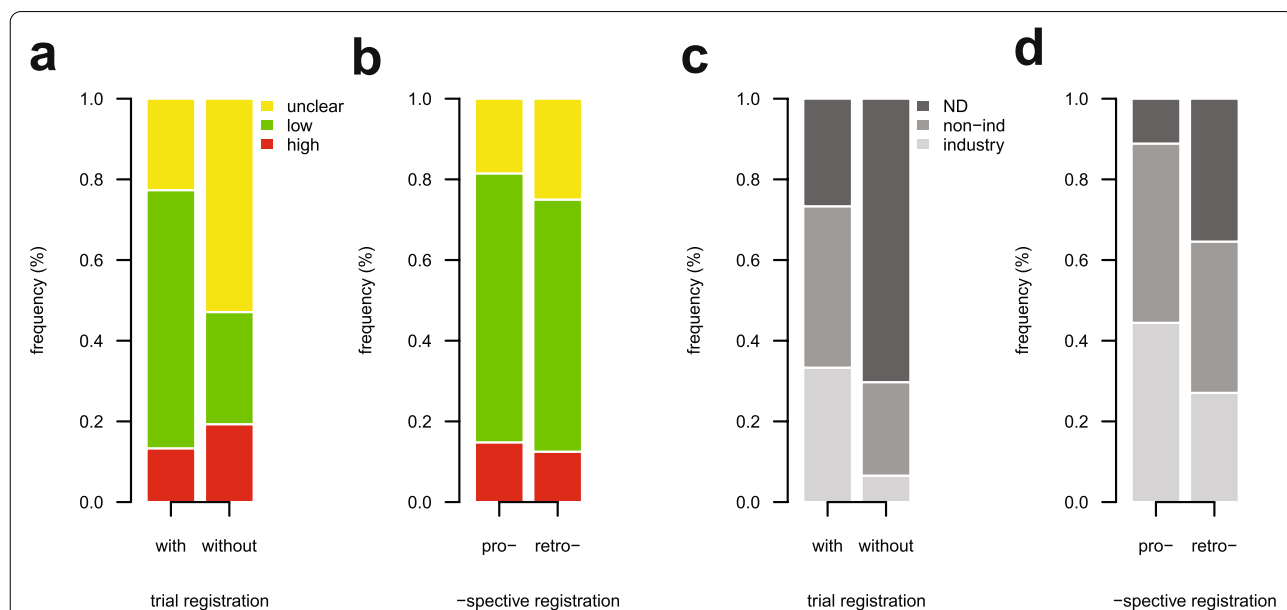 a
1.0
0.8
0.6
0.4
0.2
0.0
frequency (%)
unclear
low
high
with without
trial registration
b
1.0
0.8
0.6
0.4
0.2
0.0
frequency (%)
pro− retro−
−spective registration
c
1.0
0.8
0.6
0.4
0.2
0.0
frequency (%)
ND
non−ind
industry
with without
trial registration
d
1.0
0.8
0.6
0.4
0.2
0.0
frequency (%)
pro− retro−
−spective registration